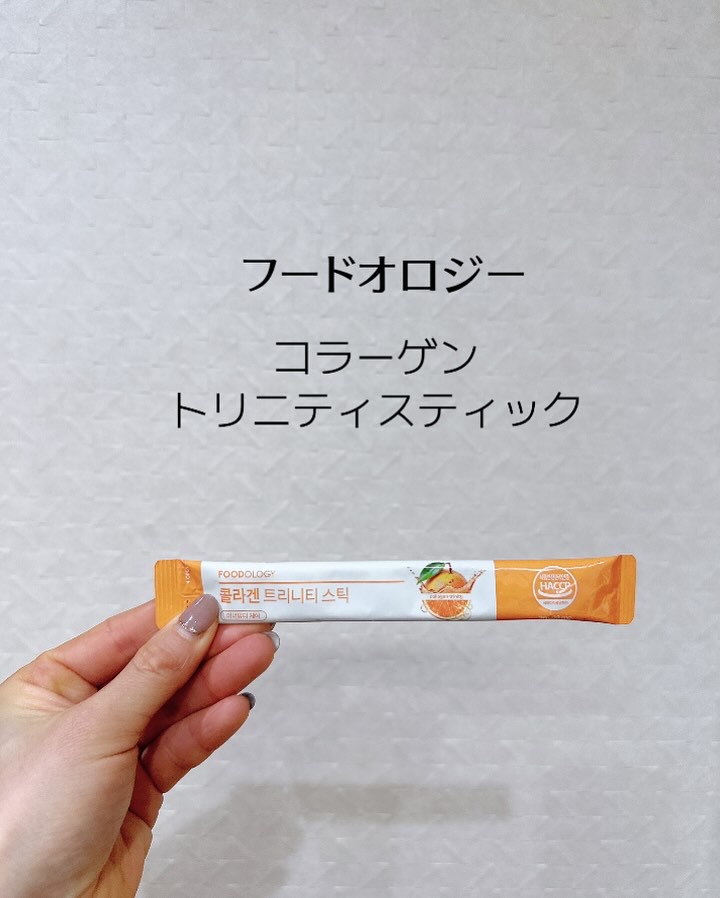 フードオロジー
コラーゲン
トリニティスティック
FOODOLOGY
콜라겐 트리니티 스틱
HACCP